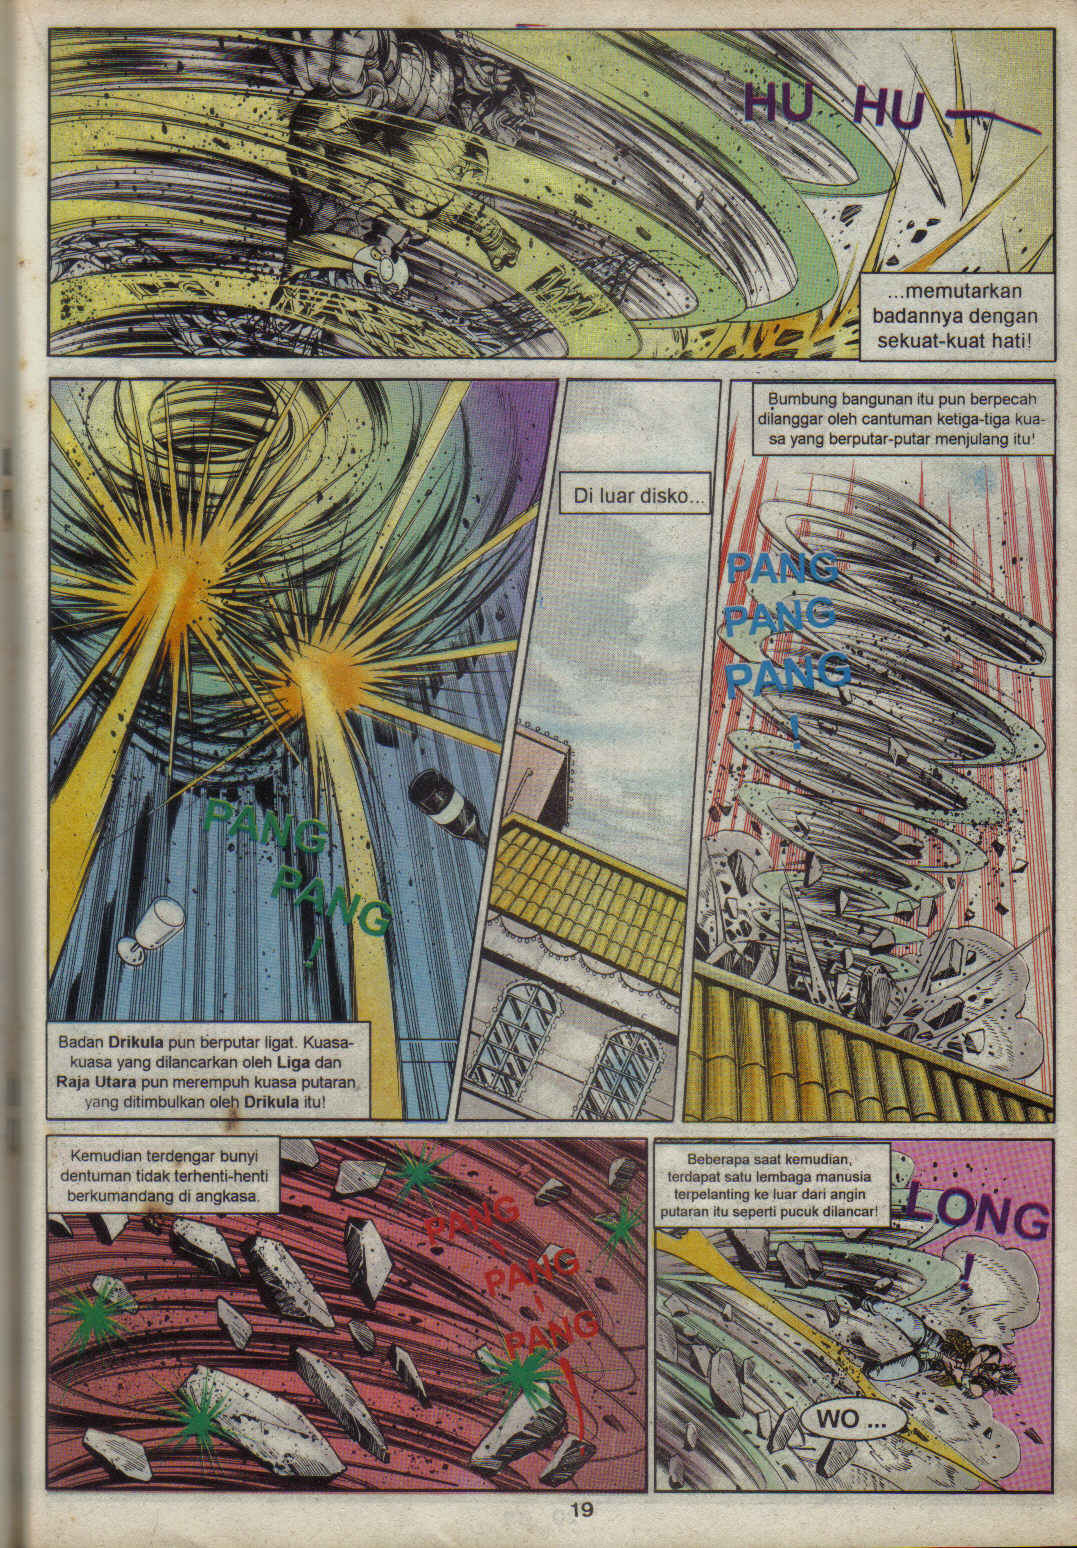 HU HU
...memutarkan
badannya dengan
sekuat-kuat hati!
PANG
PANG
!
Badan Drikula pun berputar ligat. Kuasa-
kuasa yang dilancarkan oleh Liga dan
Raja Utara pun merempuh kuasa putaran
yang ditimbulkan oleh Drikula itu!
Di luar disko...
Bumbung bangunan itu pun berpecah
dilanggar oleh cantuman ketiga-tiga kua-
sa yang berputar-putar menjulang itu!
PANG
PANG
PANG
!
Kemudian terdengar bunyi
dentuman tidak terhenti-henti
berkumandang di angkasa.
PANG
!
PANG
!
PANG
!
Beberapa saat kemudian,
terdapat satu lembaga manusia
terpelanting ke luar dari angin
putaran itu seperti pucuk dilancar!
LONG
!
WO ...
19